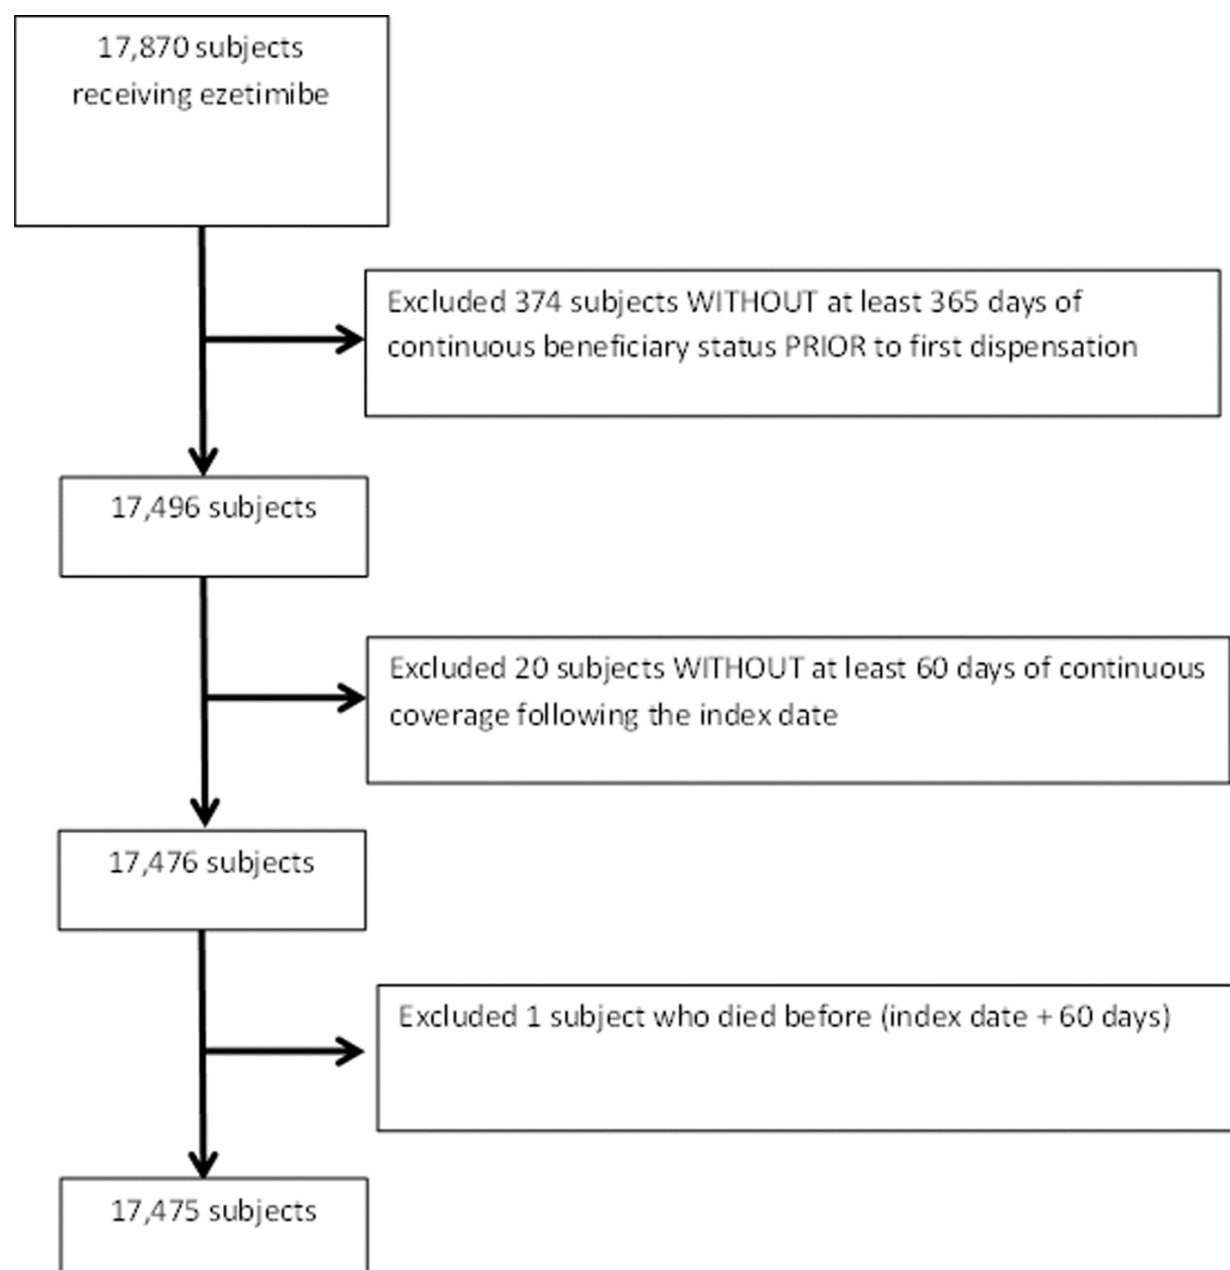 17,870 subjects
receiving ezetimibe
Excluded 374 subjects WITHOUT at least 365 days of
continuous beneficiary status PRIOR to first dispensation
17,496 subjects
Excluded 20 subjects WITHOUT at least 60 days of continuous
coverage following the index date
17,476 subjects
Excluded 1 subject who died before (index date + 60 days)
17,475 subjects